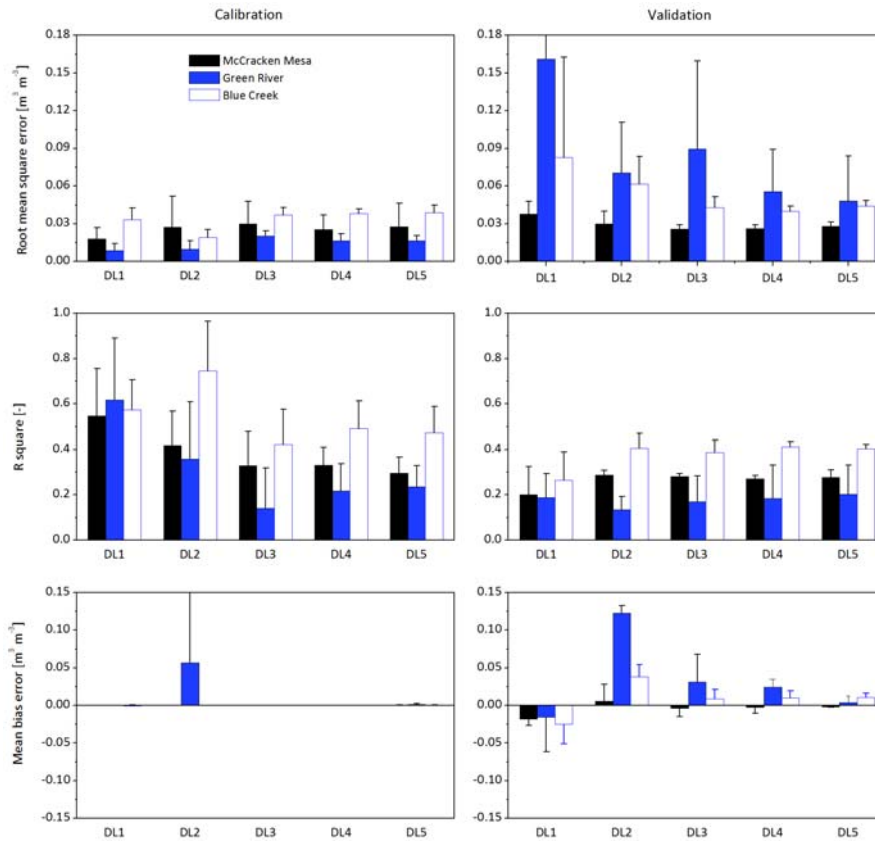 Calibration Validation
Root mean square error [m³ m⁻³]
0.18 0.18
0.15 0.15
0.12 0.12
0.09 0.09
0.06 0.06
0.03 0.03
0.00 0.00
McCracken Mesa
Green River
Blue Creek
DL1 DL2 DL3 DL4 DL5 DL1 DL2 DL3 DL4 DL5
R square [-]
1.0 1.0
0.8 0.8
0.6 0.6
0.4 0.4
0.2 0.2
0.0 0.0
DL1 DL2 DL3 DL4 DL5 DL1 DL2 DL3 DL4 DL5
Mean bias error [m³ m⁻³]
0.15 0.15
0.10 0.10
0.05 0.05
0.00 0.00
-0.05 -0.05
-0.10 -0.10
-0.15 -0.15
DL1 DL2 DL3 DL4 DL5 DL1 DL2 DL3 DL4 DL5